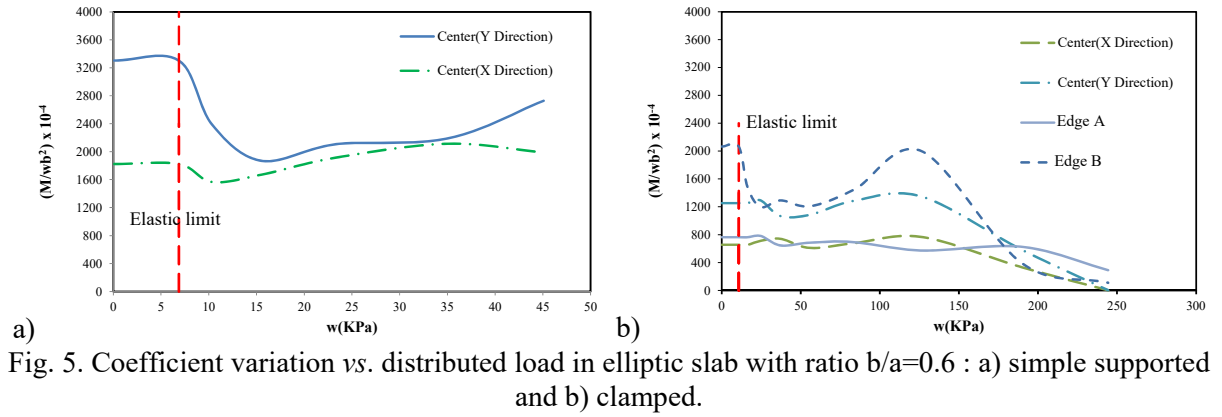 4000
3600
3200
2800
2400
2000
1600
1200
800
400
0
(M/wb²) x 10⁻⁴
Center(Y Direction)
Center(X Direction)
Elastic limit
0 5 10 15 20 25 30 35 40 45 50
w(KPa)
a)
4000
3600
3200
2800
2400
2000
1600
1200
800
400
0
(M/wb²) x 10⁻⁴
Center(X Direction)
Center(Y Direction)
Edge A
Edge B
Elastic limit
0 50 100 150 200 250 300
w(KPa)
b)
Fig. 5. Coefficient variation vs. distributed load in elliptic slab with ratio b/a=0.6 : a) simple supported
and b) clamped.